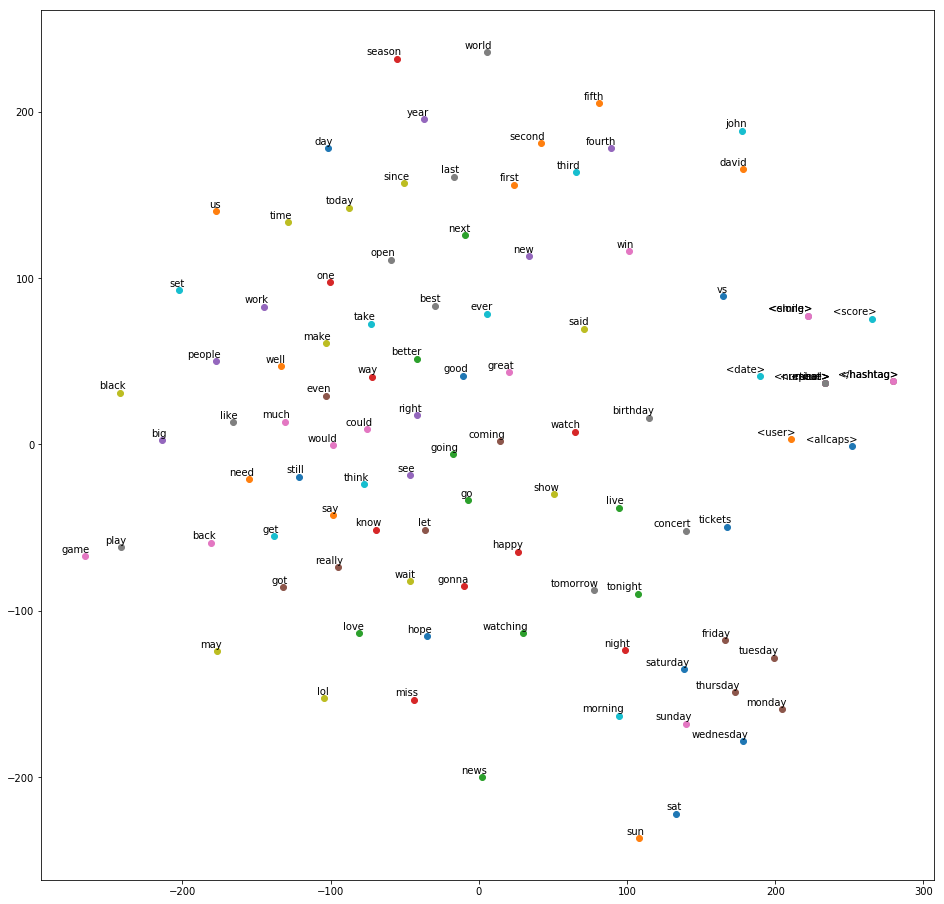 world
season
fifth
year
john
second
fourth
day
david
third
last
since
first
us
today
time
next
win
new
open
one
set
vs
best
work
ever
<score>
take
said
make
better
people
well
great
way
good
<date>
</hashtag>
black
even
birthday
right
like
much
could
watch
<user>
big
coming
would
<allcaps>
going
see
still
need
think
show
go
live
say
tickets
know
let
concert
get
back
play
happy
game
really
wait
gonna
got
tomorrow
tonight
love
hope
watching
friday
night
may
tuesday
saturday
thursday
lol
miss
monday
morning
sunday
wednesday
news
sat
sun
200
100
0
−100
−200
−200
−100
0
100
200
300